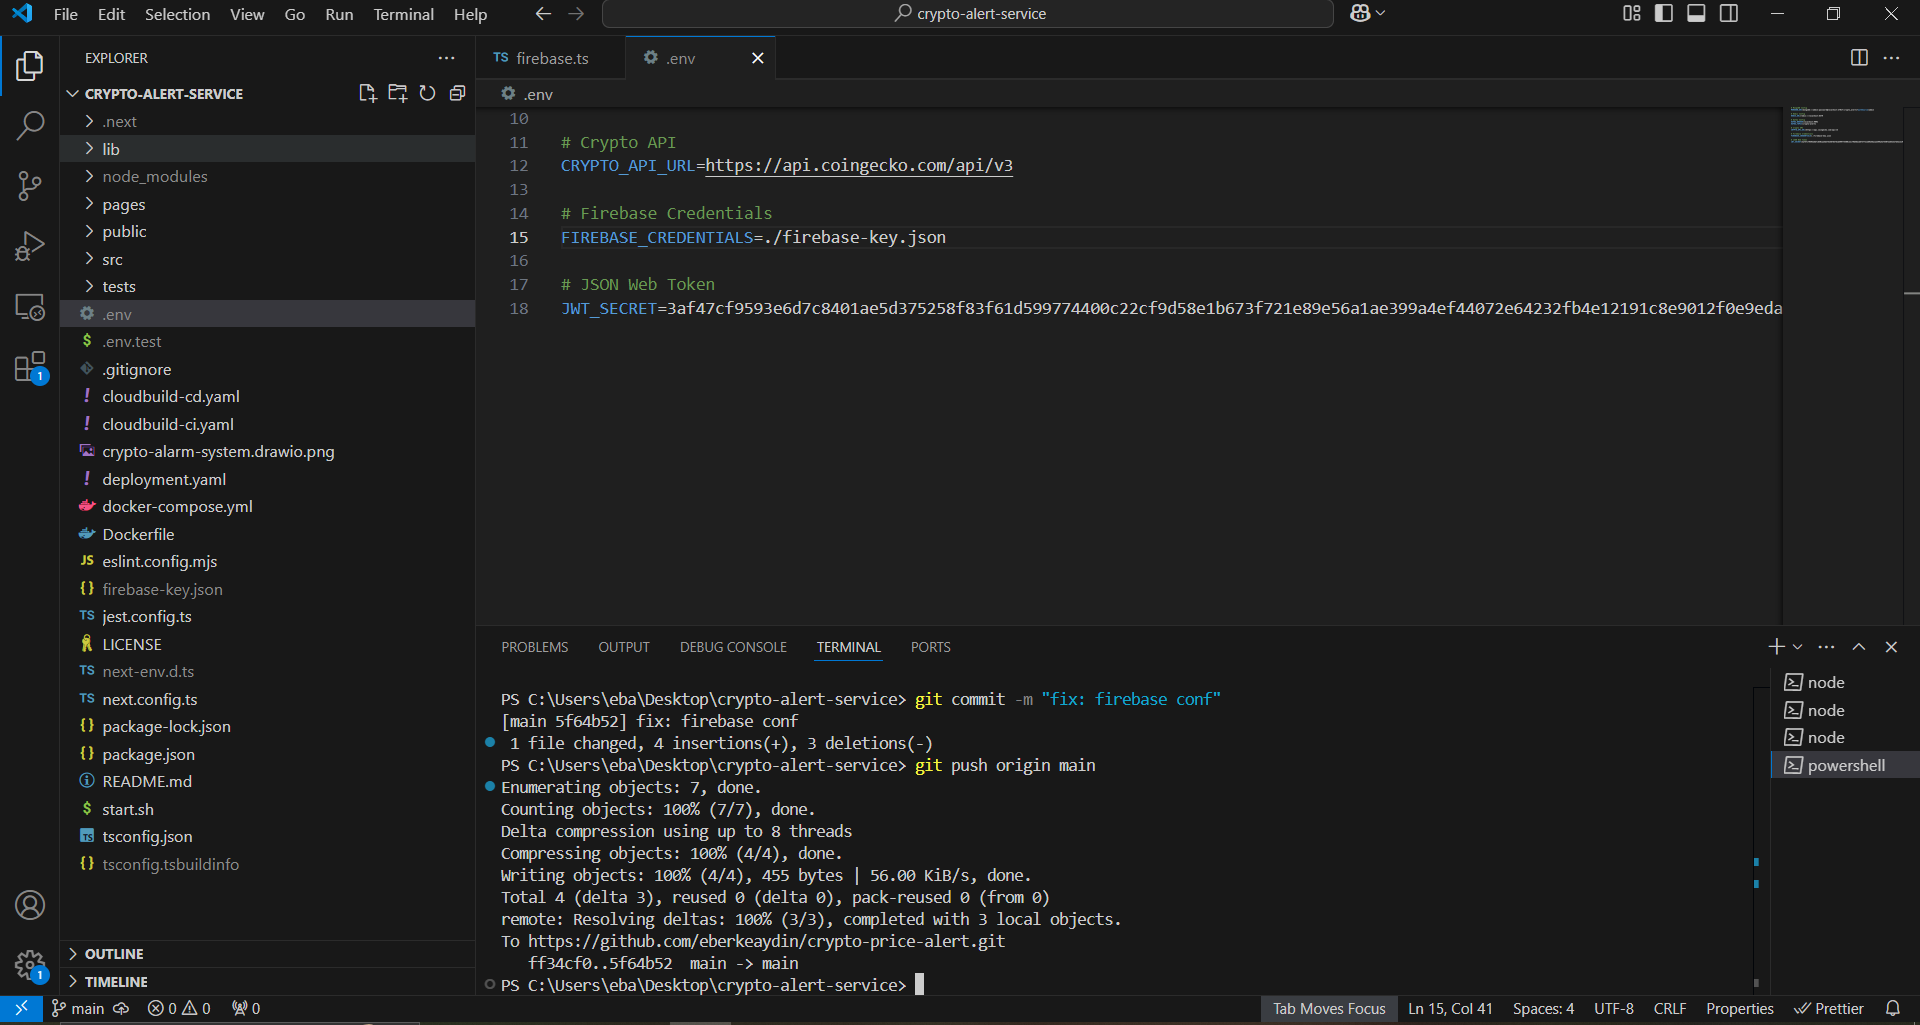 File Edit Selection View Go Run Terminal Help
crypto-alert-service
EXPLORER
CRYPTO-ALERT-SERVICE
.next
lib
node_modules
pages
public
src
tests
.env
.env.test
.gitignore
cloudbuild-cd.yaml
cloudbuild-ci.yaml
crypto-alarm-system.drawio.png
deployment.yaml
docker-compose.yml
Dockerfile
JS eslint.config.mjs
{} firebase-key.json
TS jest.config.ts
LICENSE
TS next-env.d.ts
TS next.config.ts
{} package-lock.json
{} package.json
README.md
$ start.sh
TS tsconfig.json
{} tsconfig.tsbuildinfo
OUTLINE
TIMELINE
1
1
TS firebase.ts
.env
.env
10
11 # Crypto API
12 CRYPTO_API_URL=https://api.coingecko.com/api/v3
13
14 # Firebase Credentials
15 FIREBASE_CREDENTIALS=./firebase-key.json
16
17 # JSON Web Token
18 JWT_SECRET=3af47cf9593e6d7c8401ae5d375258f83f61d599774400c22cf9d58e1b673f721e89e56a1ae399a4ef44072e64232fb4e12191c8e9012f0e9eda
PROBLEMS OUTPUT DEBUG CONSOLE TERMINAL PORTS
PS C:\Users\eba\Desktop\crypto-alert-service> git commit -m "fix: firebase conf"
[main 5f64b52] fix: firebase conf
1 file changed, 4 insertions(+), 3 deletions(-)
PS C:\Users\eba\Desktop\crypto-alert-service> git push origin main
Enumerating objects: 7, done.
Counting objects: 100% (7/7), done.
Delta compression using up to 8 threads
Compressing objects: 100% (4/4), done.
Writing objects: 100% (4/4), 455 bytes | 56.00 KiB/s, done.
Total 4 (delta 3), reused 0 (delta 0), pack-reused 0 (from 0)
remote: Resolving deltas: 100% (3/3), completed with 3 local objects.
To https://github.com/eberkeaydin/crypto-price-alert.git
ff34cf0..5f64b52 main -> main
PS C:\Users\eba\Desktop\crypto-alert-service>
node
node
node
powershell
main 0 0 0 Tab Moves Focus Ln 15, Col 41 Spaces: 4 UTF-8 CRLF Properties Prettier